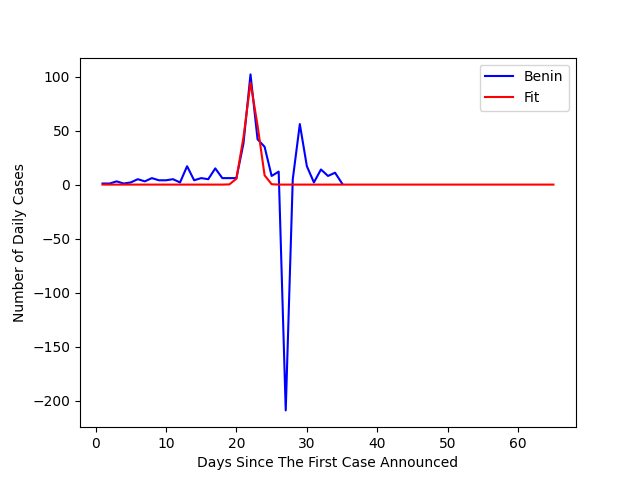 Benin
Fit
Number of Daily Cases
100
50
0
−50
−100
−150
−200
0 10 20 30 40 50 60
Days Since The First Case Announced